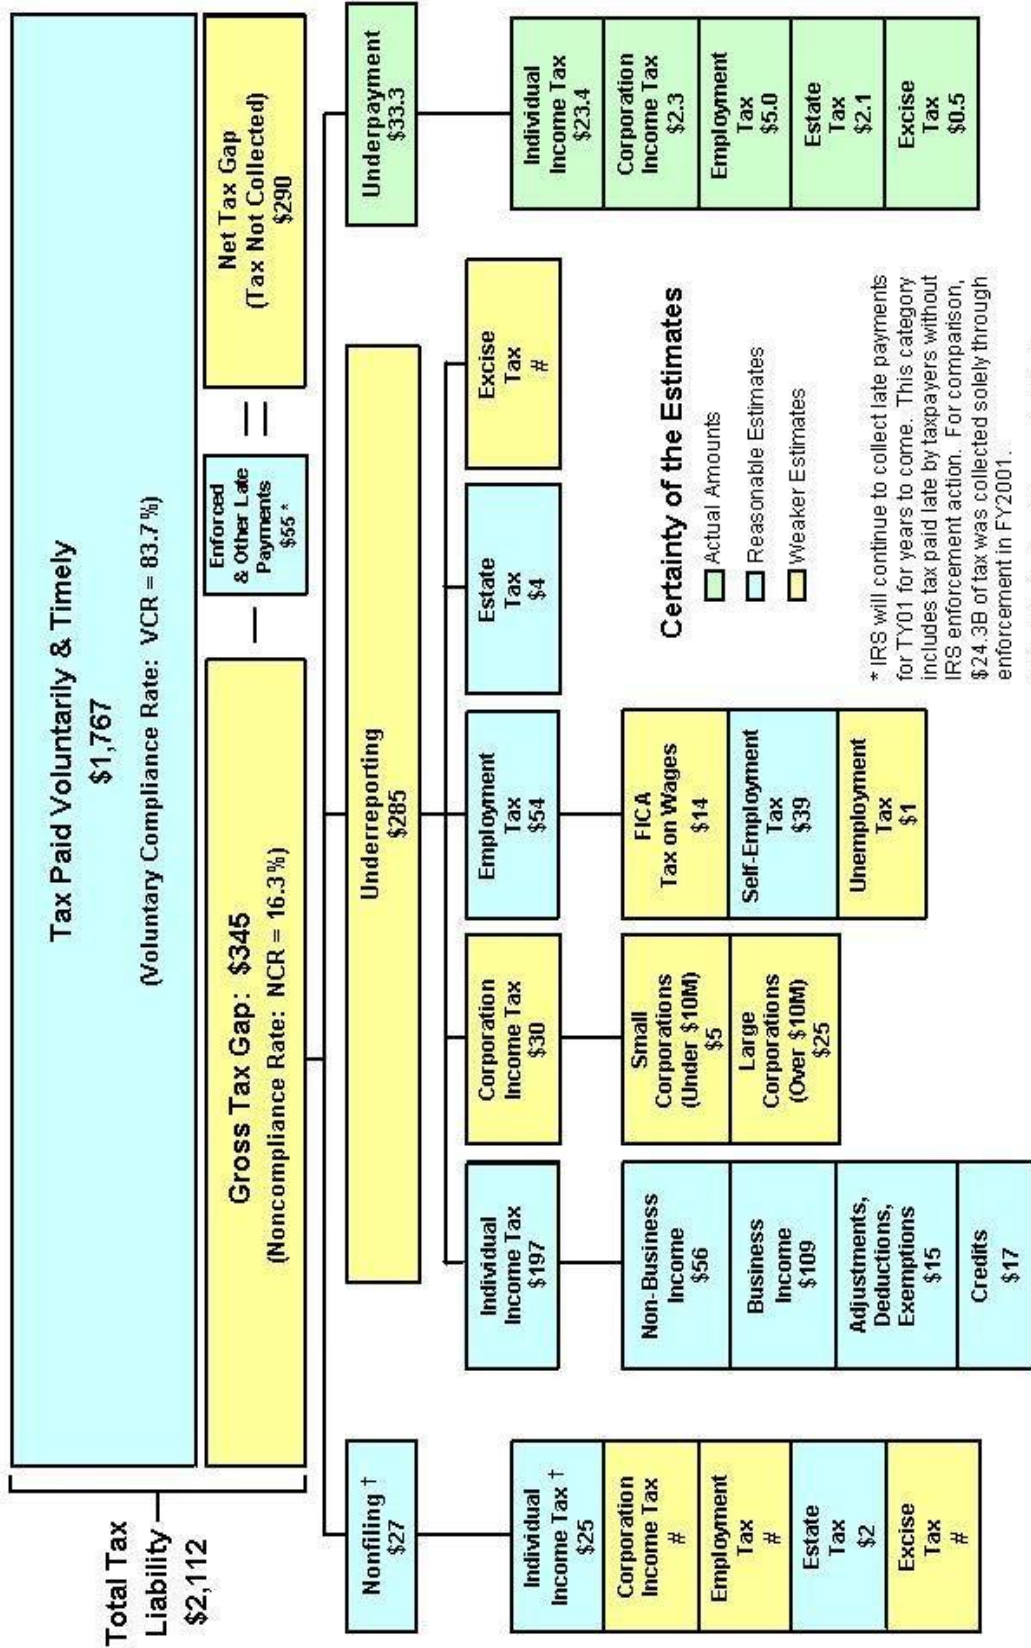 Total Tax
Liability
$2,112
Tax Paid Voluntarily & Timely
$1,767
(Voluntary Compliance Rate: VCR = 83.7%)
Gross Tax Gap: $345
(Noncompliance Rate: NCR = 16.3%)
—
Enforced
& Other Late
Payments
$55 *
=
Net Tax Gap
(Tax Not Collected)
$290
Nonfiling †
$27
Underreporting
$285
Underpayment
$33.3
Individual
Income Tax †
$25
Corporation
Income Tax
#
Employment
Tax
#
Estate
Tax
$2
Excise
Tax
#
Individual
Income Tax
$197
Corporation
Income Tax
$30
Employment
Tax
$54
Estate
Tax
$4
Excise
Tax
#
Non-Business
Income
$56
Business
Income
$109
Adjustments,
Deductions,
Exemptions
$15
Credits
$17
Small
Corporations
(Under $10M)
$5
Large
Corporations
(Over $10M)
$25
FICA
Tax on Wages
$14
Self-Employment
Tax
$39
Unemployment
Tax
$1
Individual
Income Tax
$23.4
Corporation
Income Tax
$2.3
Employment
Tax
$5.0
Estate
Tax
$2.1
Excise
Tax
$0.5
Certainty of the Estimates
Actual Amounts
Reasonable Estimates
Weaker Estimates
* IRS will continue to collect late payments
for TY01 for years to come. This category
includes tax paid late by taxpayers without
IRS enforcement action. For comparison,
$24.3B of tax was collected solely through
enforcement in FY2001.